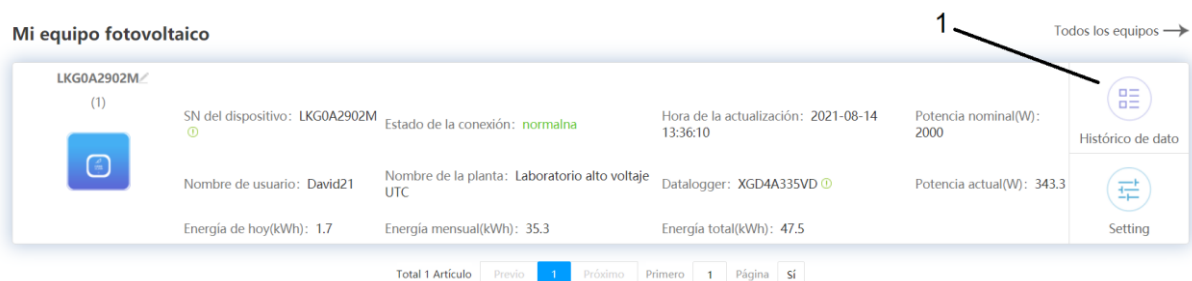 1
Mi equipo fotovoltaico
Todos los equipos
LKG0A2902M
(1)
SN del dispositivo: LKG0A2902M
Estado de la conexión: normalna
Hora de la actualización: 2021-08-14
13:36:10
Potencia nominal(W):
2000
Histórico de dato
Nombre de usuario: David21
Nombre de la planta: Laboratorio alto voltaje
UTC
Datalogger: XGD4A335VD
Potencia actual(W): 343.3
Energía de hoy(kWh): 1.7
Energía mensual(kWh): 35.3
Energía total(kWh): 47.5
Setting
Total 1 Artículo Previo 1 Próximo Primero 1 Página Sí